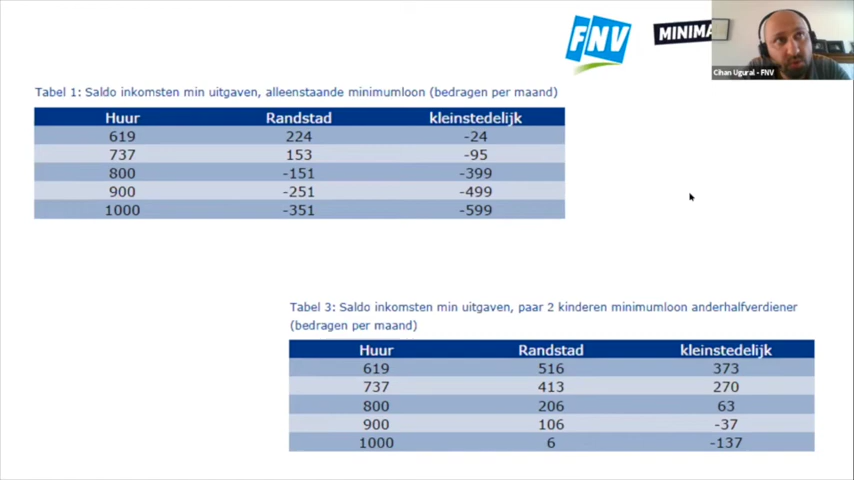 FNV
Cihan Ugural - FNV
Tabel 1: Saldo inkomsten min uitgaven, alleenstaande minimumloon (bedragen per maand)
Huur Randstad kleinstedelijk
619 224 -24
737 153 -95
800 -151 -399
900 -251 -499
1000 -351 -599
Tabel 3: Saldo inkomsten min uitgaven, paar 2 kinderen minimumloon anderhalfverdiener
(bedragen per maand)
Huur Randstad kleinstedelijk
619 516 373
737 413 270
800 206 63
900 106 -37
1000 6 -137